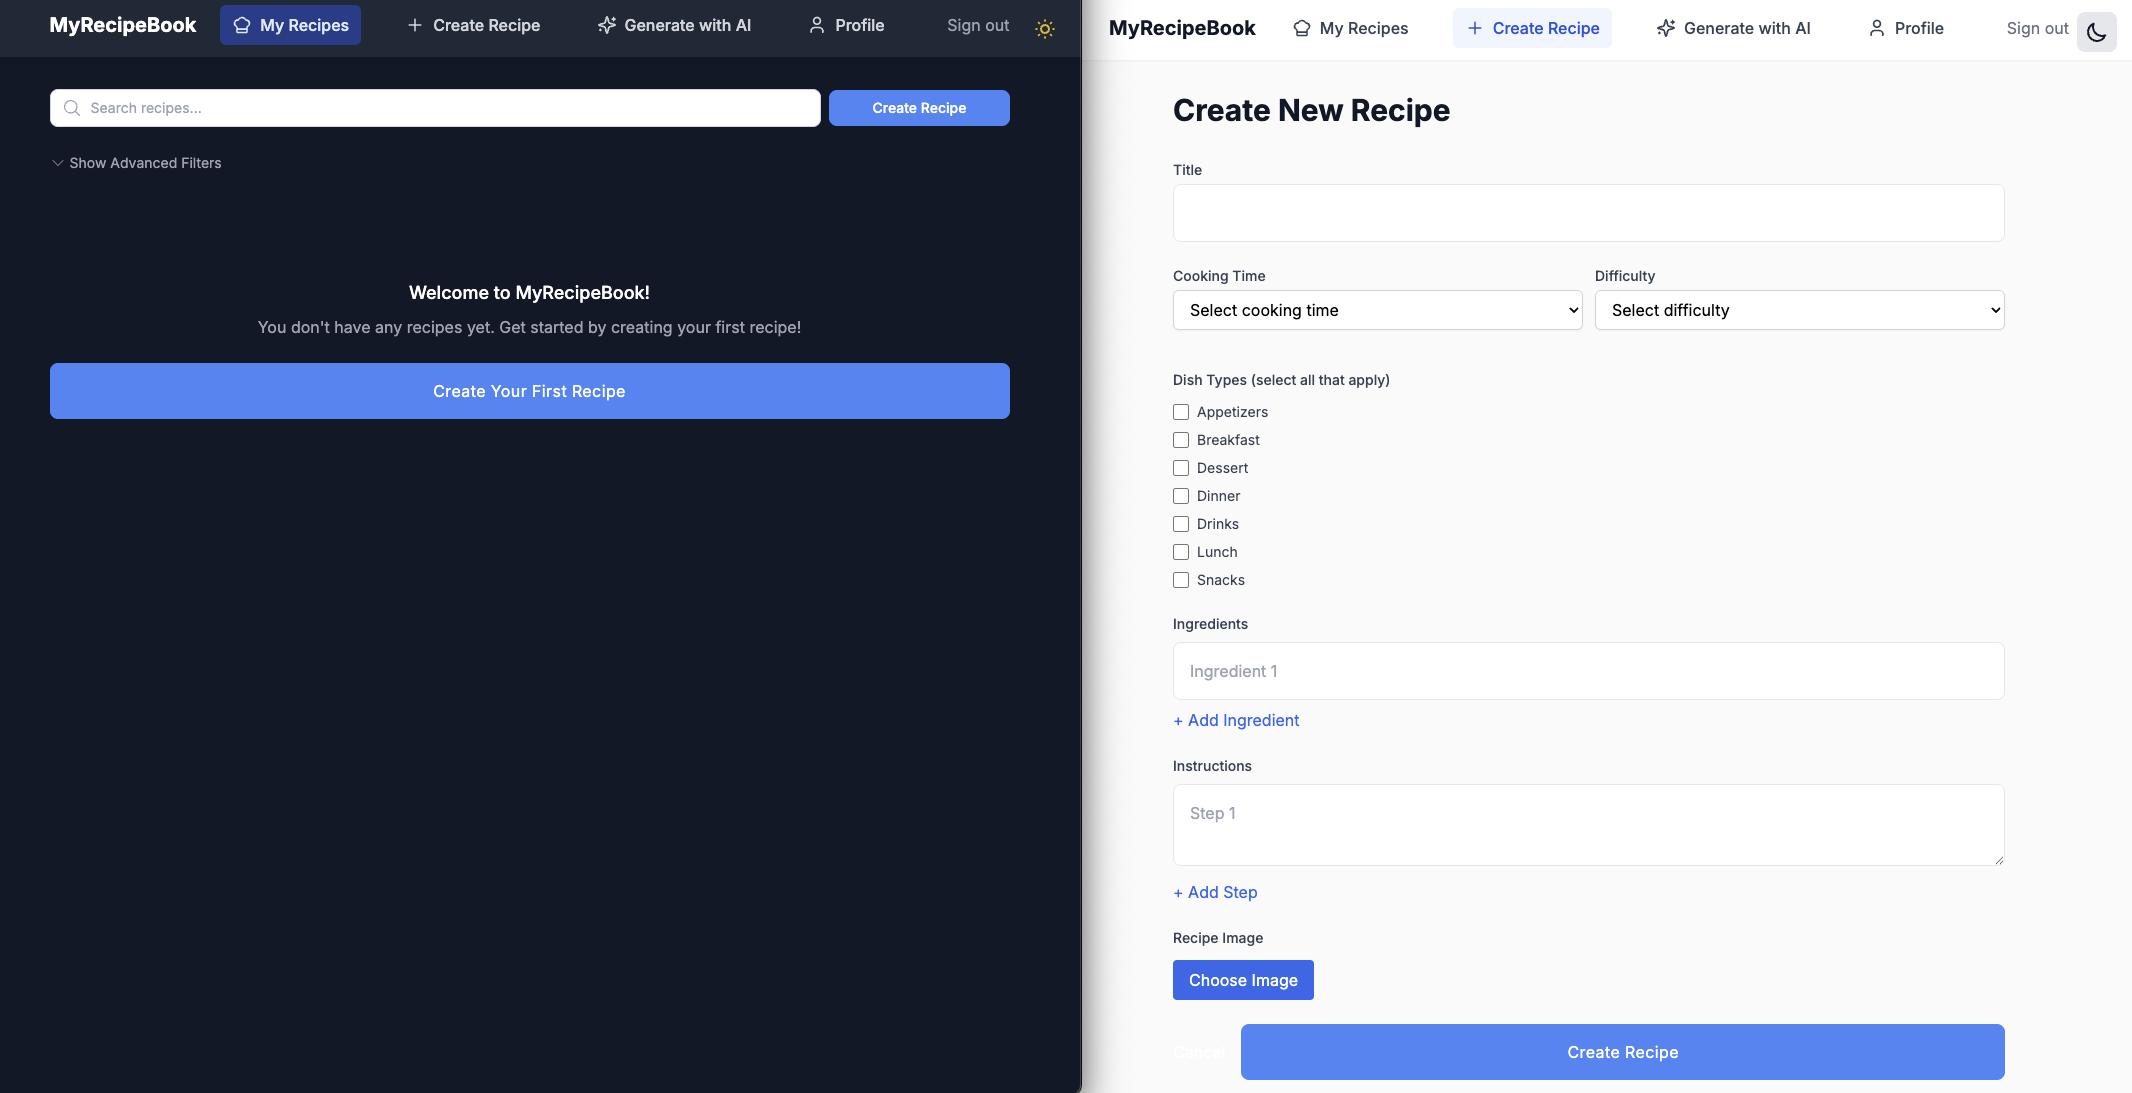 MyRecipeBook
My Recipes
Create Recipe
Generate with AI
Profile
Sign out
Search recipes...
Create Recipe
Show Advanced Filters
Welcome to MyRecipeBook!
You don't have any recipes yet. Get started by creating your first recipe!
Create Your First Recipe
MyRecipeBook
My Recipes
Create Recipe
Generate with AI
Profile
Sign out
Create New Recipe
Title
Cooking Time
Select cooking time
Difficulty
Select difficulty
Dish Types (select all that apply)
Appetizers
Breakfast
Dessert
Dinner
Drinks
Lunch
Snacks
Ingredients
Ingredient 1
+ Add Ingredient
Instructions
Step 1
+ Add Step
Recipe Image
Choose Image
Cancel
Create Recipe